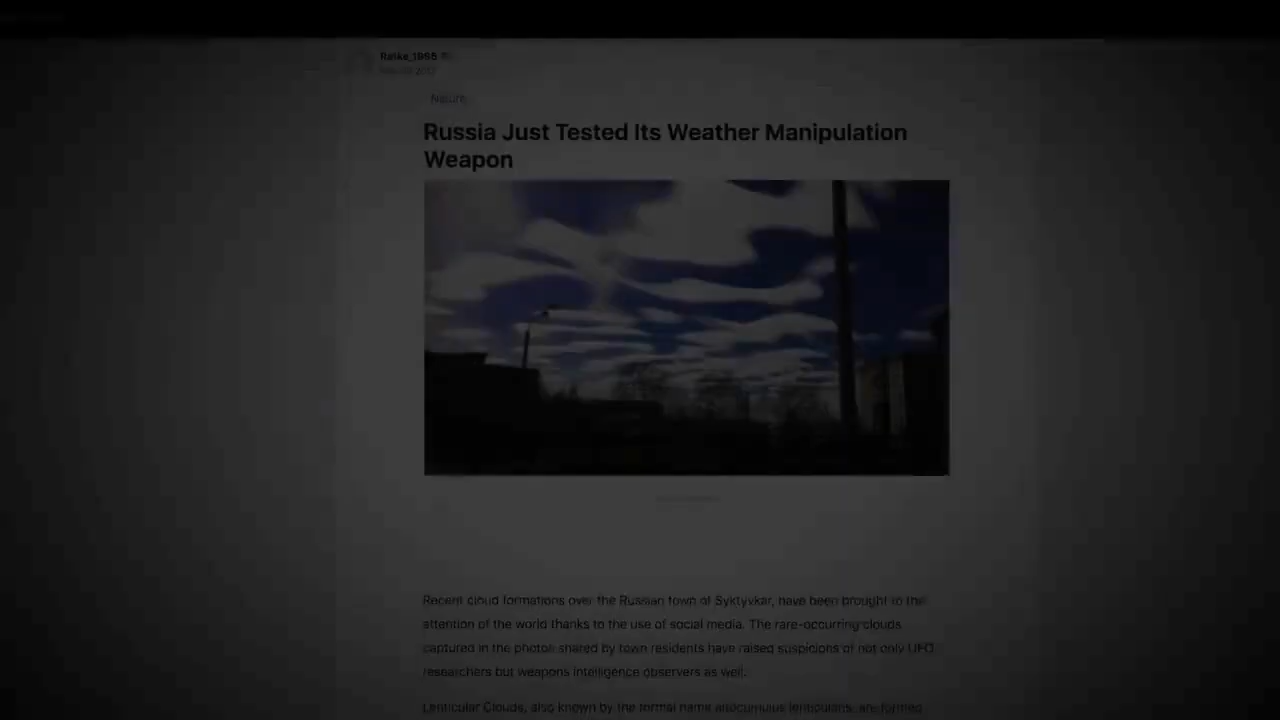 Ratke_1995
2017
Nature
Russia Just Tested Its Weather Manipulation
Weapon
Recent cloud formations over the Russian town of Syktyvkar, have been brought to the
attention of the world thanks to the use of social media. The rare-occurring clouds
captured in the photos shared by town residents have raised suspicions of not only UFO
researchers but weapons intelligence observers as well.
Lenticular Clouds, also known by the formal name altocumulus lenticularis, are formed